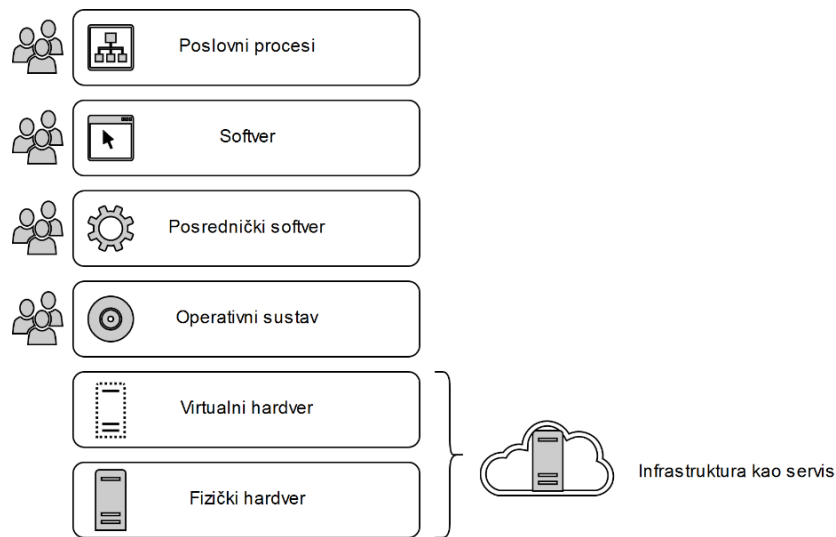 Poslovni procesi
Softver
Posrednički softver
Operativni sustav
Virtualni hardver
Infrastruktura kao servis
Fizički hardver